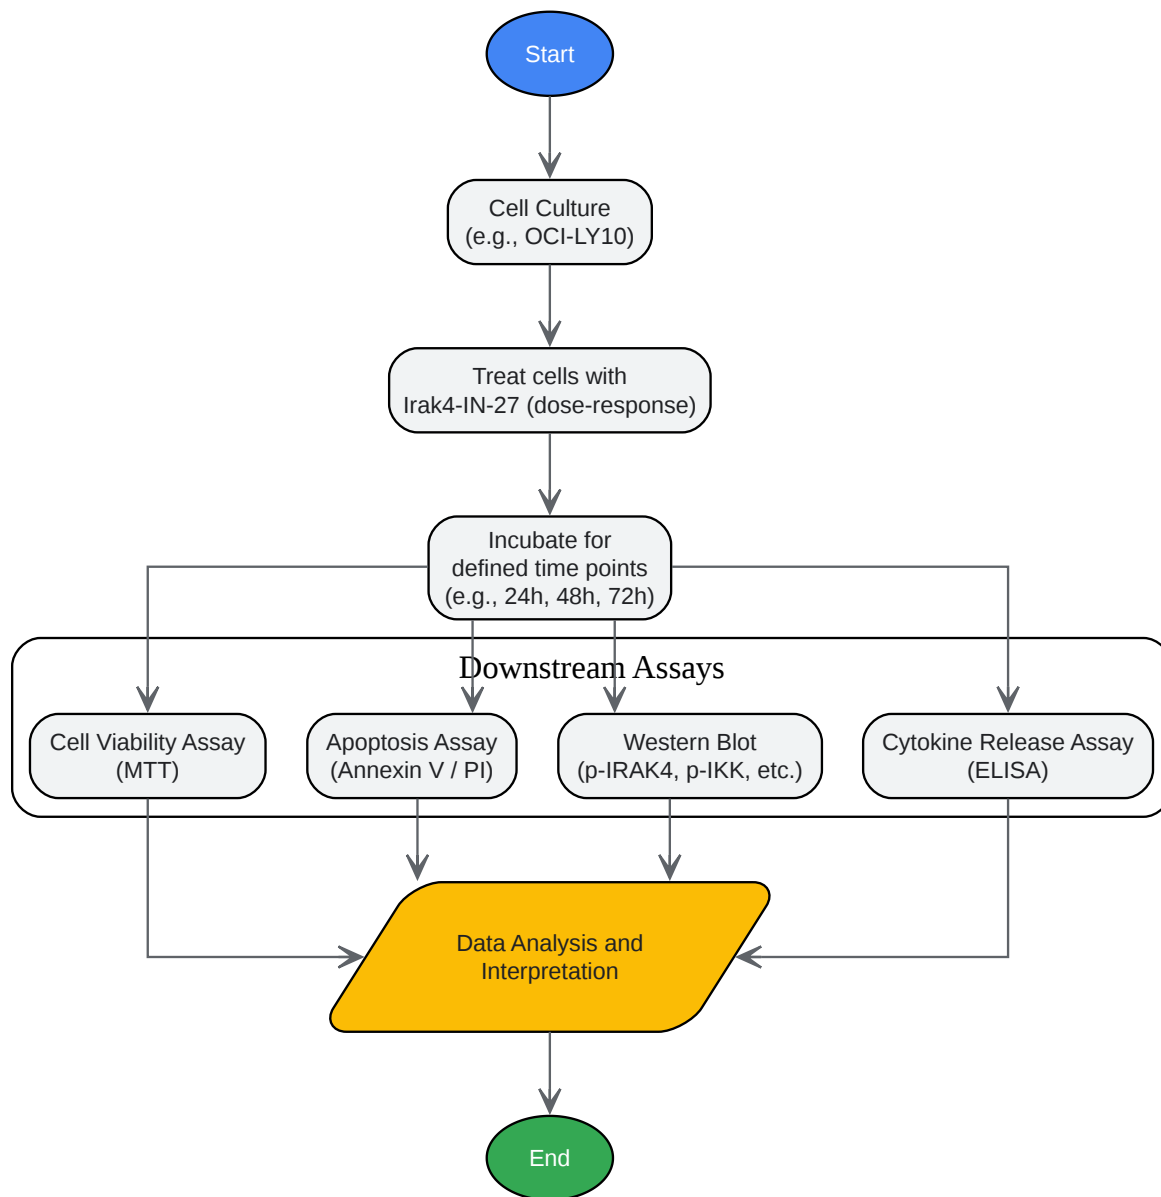 Start
Cell Culture
(e.g., OCI-LY10)
Treat cells with
Irak4-IN-27 (dose-response)
Incubate for
defined time points
(e.g., 24h, 48h, 72h)
Downstream Assays
Cell Viability Assay
(MTT)
Apoptosis Assay
(Annexin V / PI)
Western Blot
(p-IRAK4, p-IKK, etc.)
Cytokine Release Assay
(ELISA)
Data Analysis and
Interpretation
End